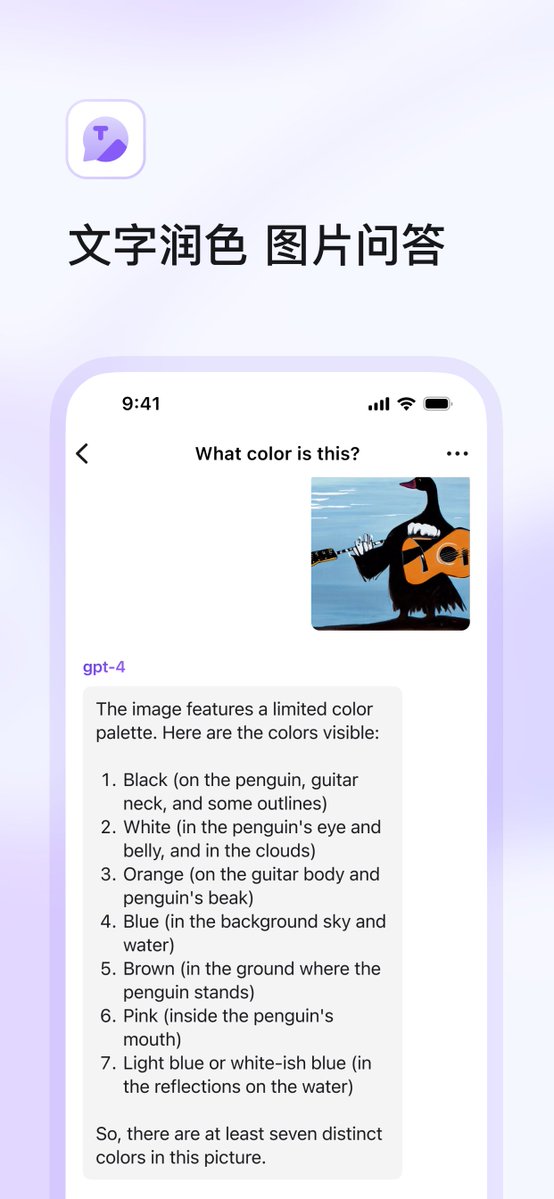 T
文字润色 图片问答
9:41
What color is this?
gpt-4
The image features a limited color
palette. Here are the colors visible:
1. Black (on the penguin, guitar
neck, and some outlines)
2. White (in the penguin's eye and
belly, and in the clouds)
3. Orange (on the guitar body and
penguin's beak)
4. Blue (in the background sky and
water)
5. Brown (in the ground where the
penguin stands)
6. Pink (inside the penguin's
mouth)
7. Light blue or white-ish blue (in
the reflections on the water)
So, there are at least seven distinct
colors in this picture.